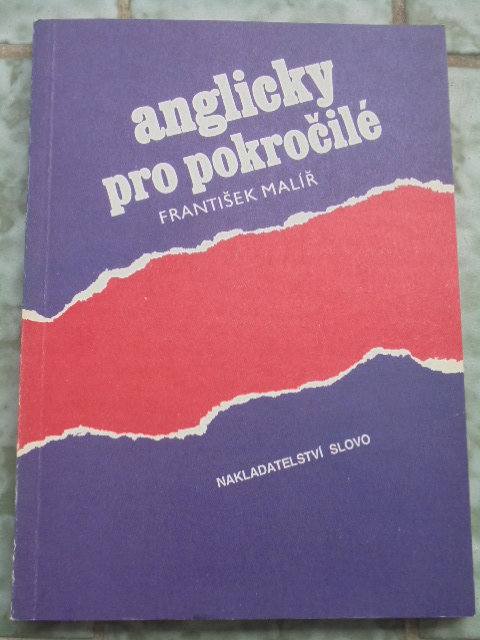 anglicky
pro pokročilé
FRANTIŠEK MALÍŘ
NAKLADATELSTVÍ SLOVO